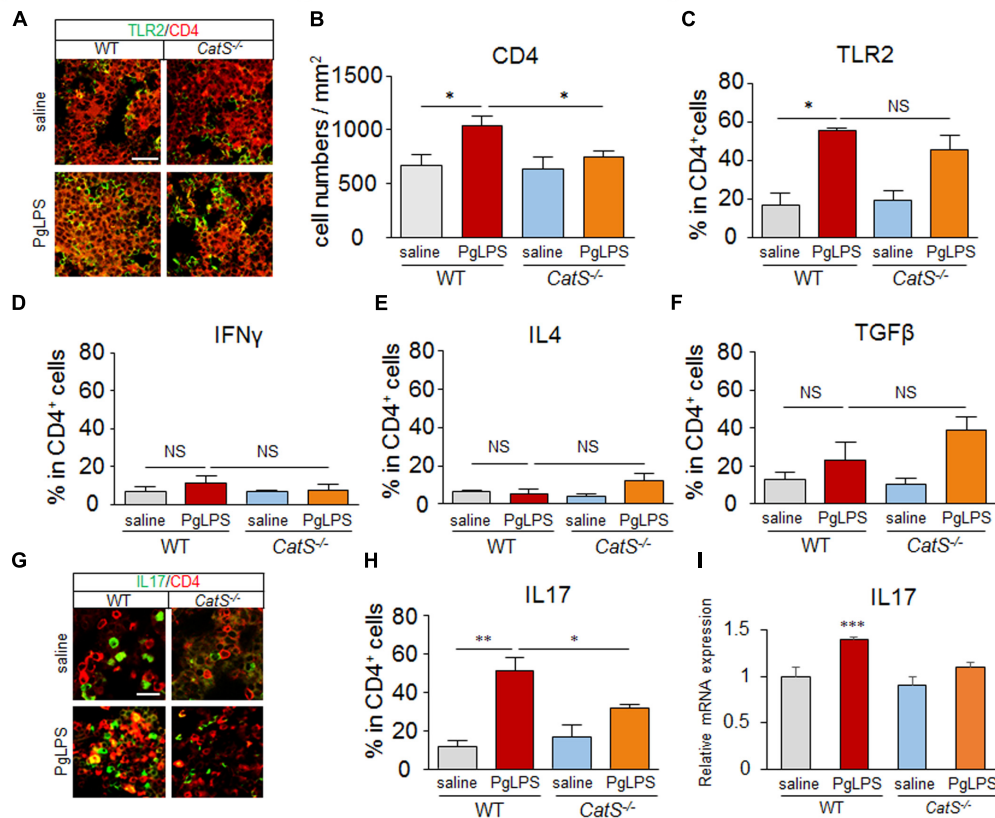 A
TLR2/CD4
WT CatS-/-
saline
PgLPS
B
CD4
cell numbers / mm2
1500
1000
500
0
* *
saline PgLPS saline PgLPS
WT CatS-/-
C
TLR2
% in CD4+cells
80
60
40
20
0
* NS
saline PgLPS saline PgLPS
WT CatS-/-
D
IFNγ
% in CD4+ cells
80
60
40
20
0
NS NS
saline PgLPS saline PgLPS
WT CatS-/-
E
IL4
% in CD4+ cells
80
60
40
20
0
NS NS
saline PgLPS saline PgLPS
WT CatS-/-
F
TGFβ
% in CD4+ cells
80
60
40
20
0
NS NS
saline PgLPS saline PgLPS
WT CatS-/-
G
IL17/CD4
WT CatS-/-
saline
PgLPS
H
IL17
% in CD4+ cells
80
60
40
20
0
** *
saline PgLPS saline PgLPS
WT CatS-/-
I
IL17
Relative mRNA expression
1.5
1
0.5
0
***
saline PgLPS saline PgLPS
WT CatS-/-